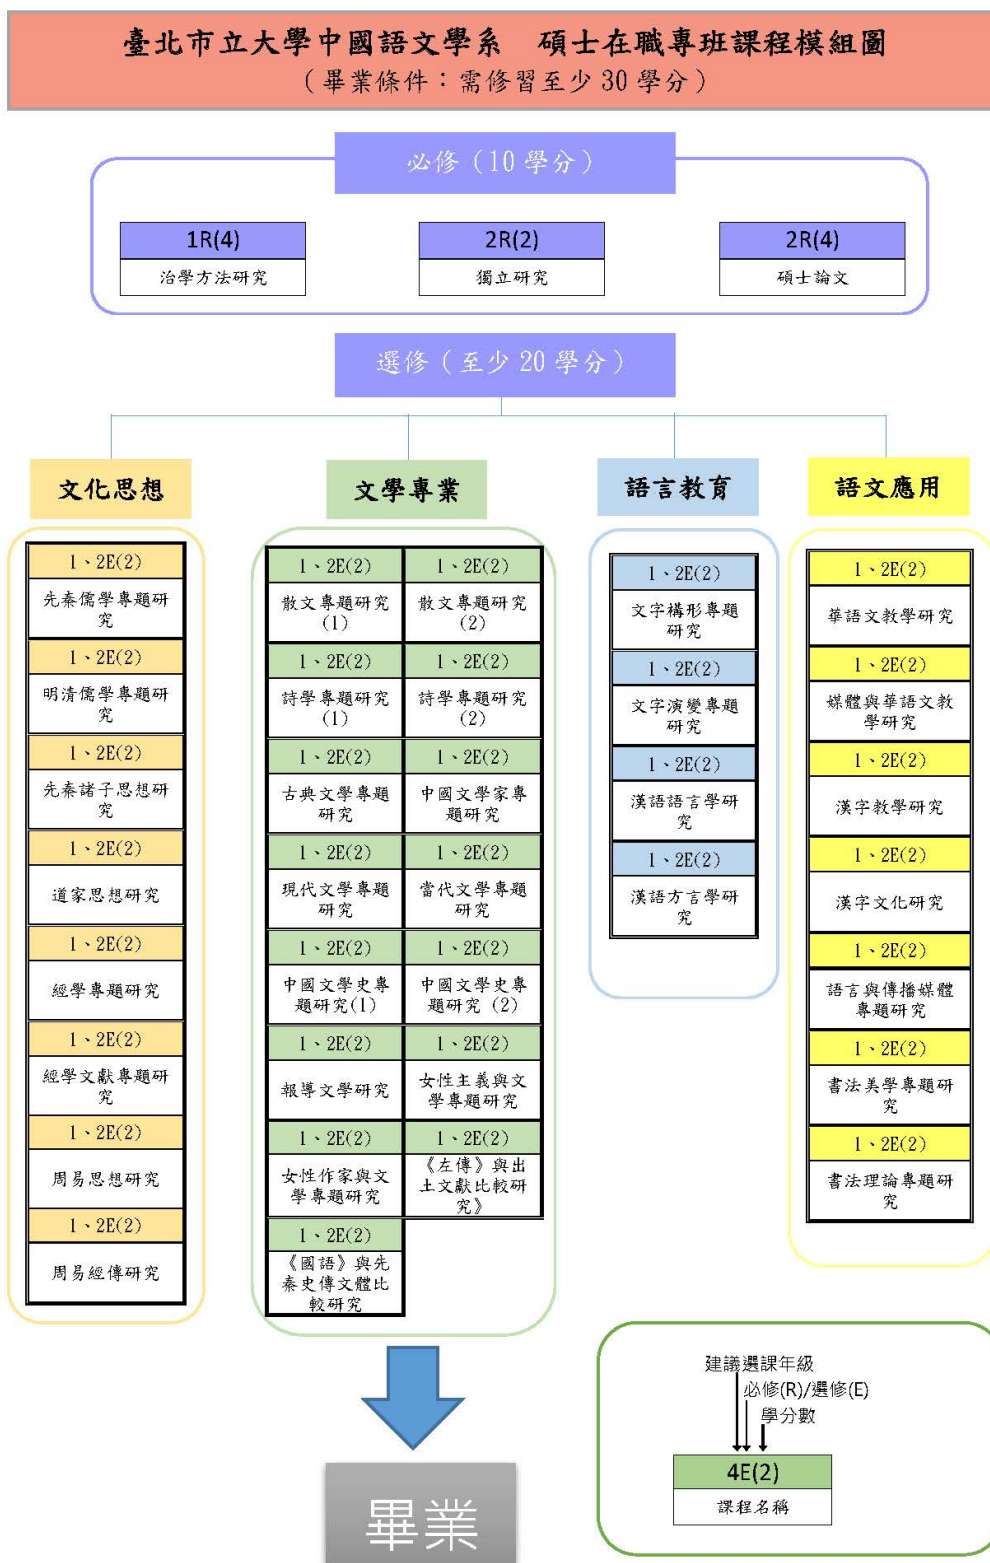 臺北市立大學中國語文學系　碩士在職專班課程模組圖
（畢業條件：需修習至少 30 學分）
必修（10 學分）
1R(4)
治學方法研究
2R(2)
獨立研究
2R(4)
碩士論文
選修（至少 20 學分）
文化思想
1、2E(2)
先秦儒學專題研
究
1、2E(2)
明清儒學專題研
究
1、2E(2)
先秦諸子思想研
究
1、2E(2)
道家思想研究
1、2E(2)
經學專題研究
1、2E(2)
經學文獻專題研
究
1、2E(2)
周易思想研究
1、2E(2)
周易經傳研究
文學專業
1、2E(2)
散文專題研究
(1)
1、2E(2)
散文專題研究
(2)
1、2E(2)
詩學專題研究
(1)
1、2E(2)
詩學專題研究
(2)
1、2E(2)
古典文學專題
研究
1、2E(2)
中國文學家專
題研究
1、2E(2)
現代文學專題
研究
1、2E(2)
當代文學專題
研究
1、2E(2)
中國文學史專
題研究(1)
1、2E(2)
中國文學史專
題研究 (2)
1、2E(2)
報導文學研究
1、2E(2)
女性主義與文
學專題研究
1、2E(2)
女性作家與文
學專題研究
1、2E(2)
《左傳》與出
土文獻比較研
究》
1、2E(2)
《國語》與先
秦史傳文體比
較研究
語言教育
1、2E(2)
文字構形專題
研究
1、2E(2)
文字演變專題
研究
1、2E(2)
漢語語言學研
究
1、2E(2)
漢語方言學研
究
語文應用
1、2E(2)
華語文教學研究
1、2E(2)
媒體與華語文教
學研究
1、2E(2)
漢字教學研究
1、2E(2)
漢字文化研究
1、2E(2)
語言與傳播媒體
專題研究
1、2E(2)
書法美學專題研
究
1、2E(2)
書法理論專題研
究
畢業
建議選課年級
必修(R)/選修(E)
學分數
4E(2)
課程名稱